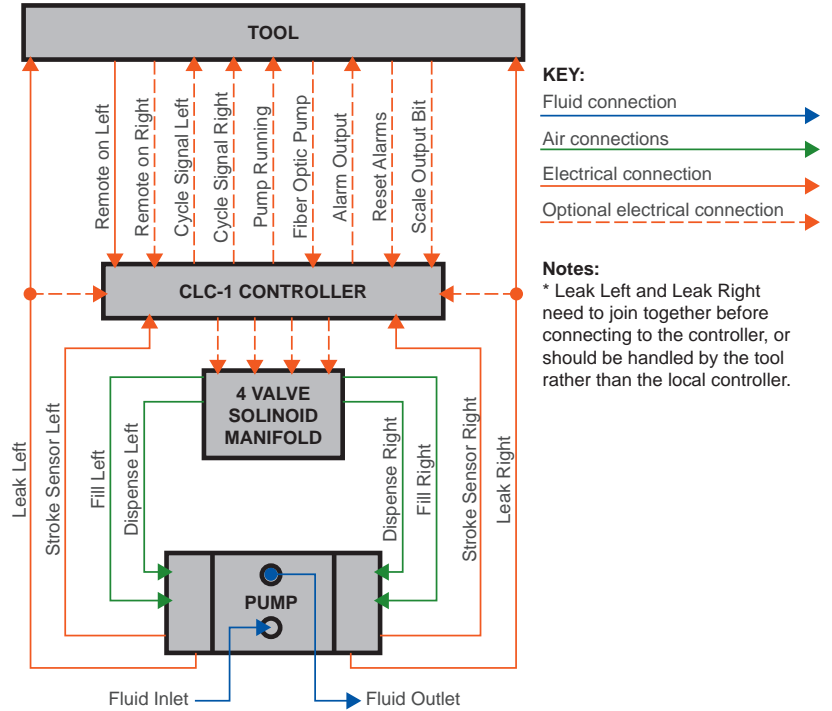 TOOL
Remote on Left
Remote on Right
Cycle Signal Left
Cycle Signal Right
Pump Running
Fiber Optic Pump
Alarm Output
Reset Alarms
Scale Output Bit
CLC-1 CONTROLLER
4 VALVE
SOLINOID
MANIFOLD
Leak Left
Stroke Sensor Left
Fill Left
Dispense Left
Dispense Right
Fill Right
Stroke Sensor Right
Leak Right
PUMP
Fluid Inlet
Fluid Outlet
KEY:
Fluid connection
Air connections
Electrical connection
Optional electrical connection
Notes:
* Leak Left and Leak Right
need to join together before
connecting to the controller, or
should be handled by the tool
rather than the local controller.